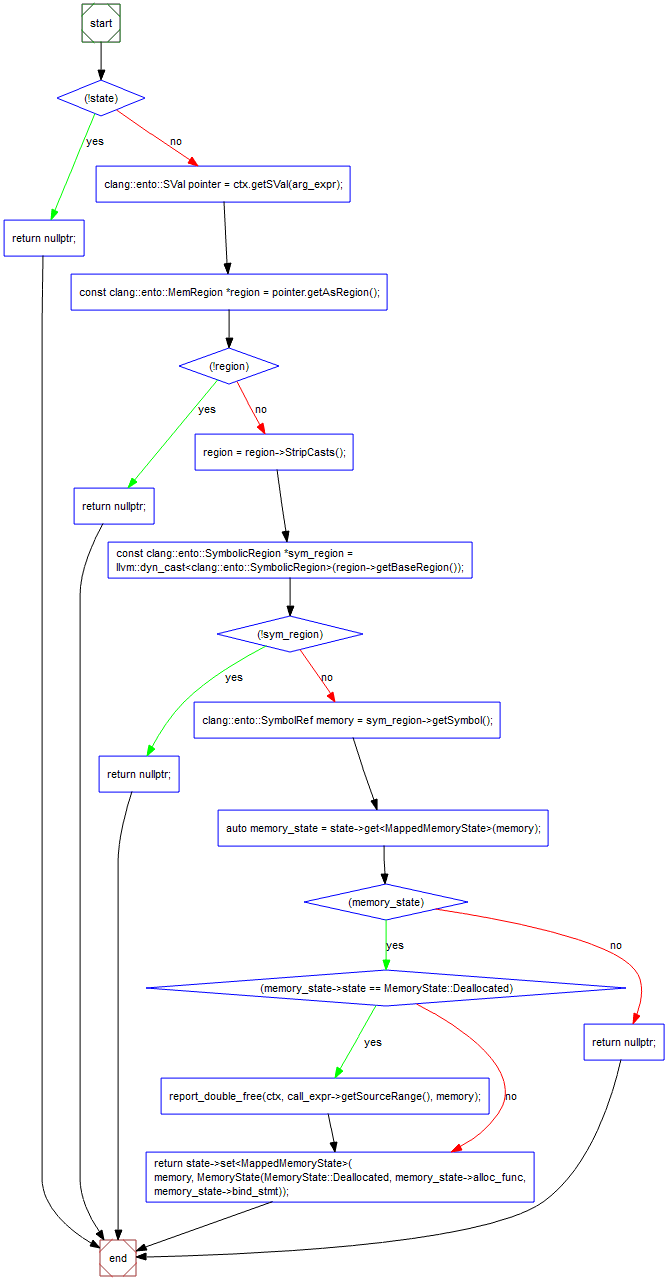 start
(!state)
yes
no
clang::ento::SVal pointer = ctx.getSVal(arg_expr);
return nullptr;
const clang::ento::MemRegion *region = pointer.getAsRegion();
(!region)
yes
no
region = region->StripCasts();
return nullptr;
const clang::ento::SymbolicRegion *sym_region =
llvm::dyn_cast<clang::ento::SymbolicRegion>(region->getBaseRegion());
(!sym_region)
yes
no
clang::ento::SymbolRef memory = sym_region->getSymbol();
return nullptr;
auto memory_state = state->get<MappedMemoryState>(memory);
(memory_state)
yes
no
(memory_state->state == MemoryState::Deallocated)
return nullptr;
yes
no
report_double_free(ctx, call_expr->getSourceRange(), memory);
return state->set<MappedMemoryState>(
memory, MemoryState(MemoryState::Deallocated, memory_state->alloc_func,
memory_state->bind_stmt));
end